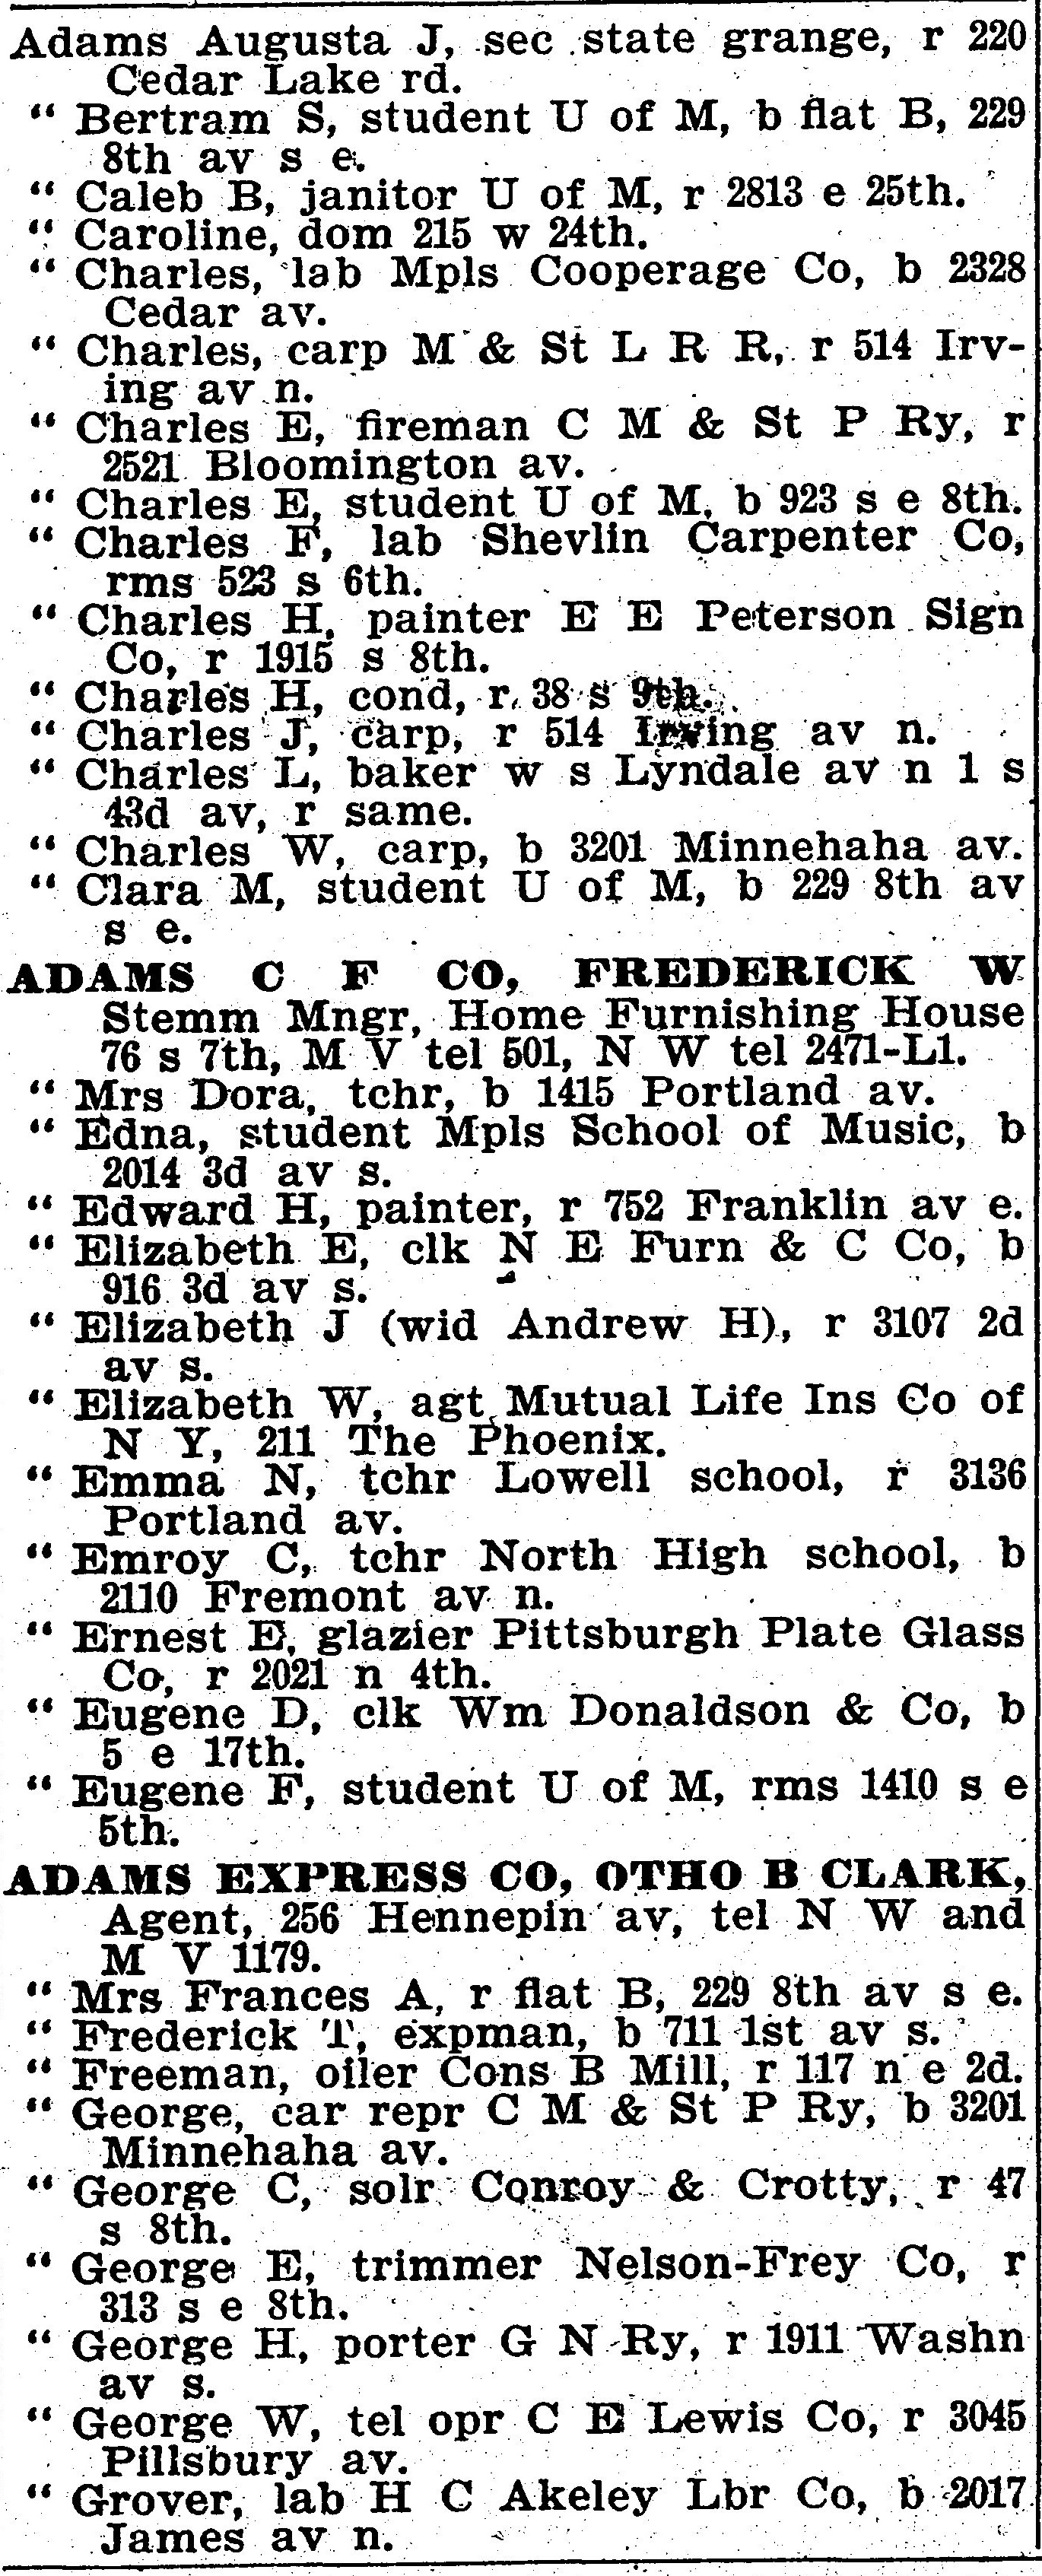 Adams Augusta J, sec state grange, r 220
Cedar Lake rd.
“ Bertram S, student U of M, b flat B, 229
8th av s e.
“ Caleb B, janitor U of M, r 2813 e 25th.
“ Caroline, dom 215 w 24th.
“ Charles, lab Mpls Cooperage Co, b 2328
Cedar av.
“ Charles, carp M & St L R R, r 514 Irv-
ing av n.
“ Charles E, fireman C M & St P Ry, r
2521 Bloomington av.
“ Charles E, student U of M, b 923 s e 8th.
“ Charles F, lab Shevlin Carpenter Co,
rms 523 s 6th.
“ Charles H, painter E E Peterson Sign
Co, r 1915 s 8th.
“ Charles H, cond, r 38 s 9th.
“ Charles J, carp, r 514 Irving av n.
“ Charles L, baker w s Lyndale av n 1 s
43d av, r same.
“ Charles W, carp, b 3201 Minnehaha av.
“ Clara M, student U of M, b 229 8th av
s e.
ADAMS C F CO, FREDERICK W
Stemm Mngr, Home Furnishing House
76 s 7th, M V tel 501, N W tel 2471-L1.
“ Mrs Dora, tchr, b 1415 Portland av.
“ Edna, student Mpls School of Music, b
2014 3d av s.
“ Edward H, painter, r 752 Franklin av e.
“ Elizabeth E, clk N E Furn & C Co, b
916 3d av s.
“ Elizabeth J (wid Andrew H), r 3107 2d
av s.
“ Elizabeth W, agt Mutual Life Ins Co of
N Y, 211 The Phoenix.
“ Emma N, tchr Lowell school, r 3136
Portland av.
“ Emroy C, tchr North High school, b
2110 Fremont av n.
“ Ernest E, glazier Pittsburgh Plate Glass
Co, r 2021 n 4th.
“ Eugene D, clk Wm Donaldson & Co, b
5 e 17th.
“ Eugene F, student U of M, rms 1410 s e
5th.
ADAMS EXPRESS CO, OTHO B CLARK,
Agent, 256 Hennepin av, tel N W and
M V 1179.
“ Mrs Frances A, r flat B, 229 8th av s e.
“ Frederick T, expman, b 711 1st av s.
“ Freeman, oiler Cons B Mill, r 117 n e 2d.
“ George, car repr C M & St P Ry, b 3201
Minnehaha av.
“ George C, solr Conroy & Crotty, r 47
s 8th.
“ George E, trimmer Nelson-Frey Co, r
313 s e 8th.
“ George H, porter G N Ry, r 1911 Washn
av s.
“ George W, tel opr C E Lewis Co, r 3045
Pillsbury av.
“ Grover, lab H C Akeley Lbr Co, b 2017
James av n.